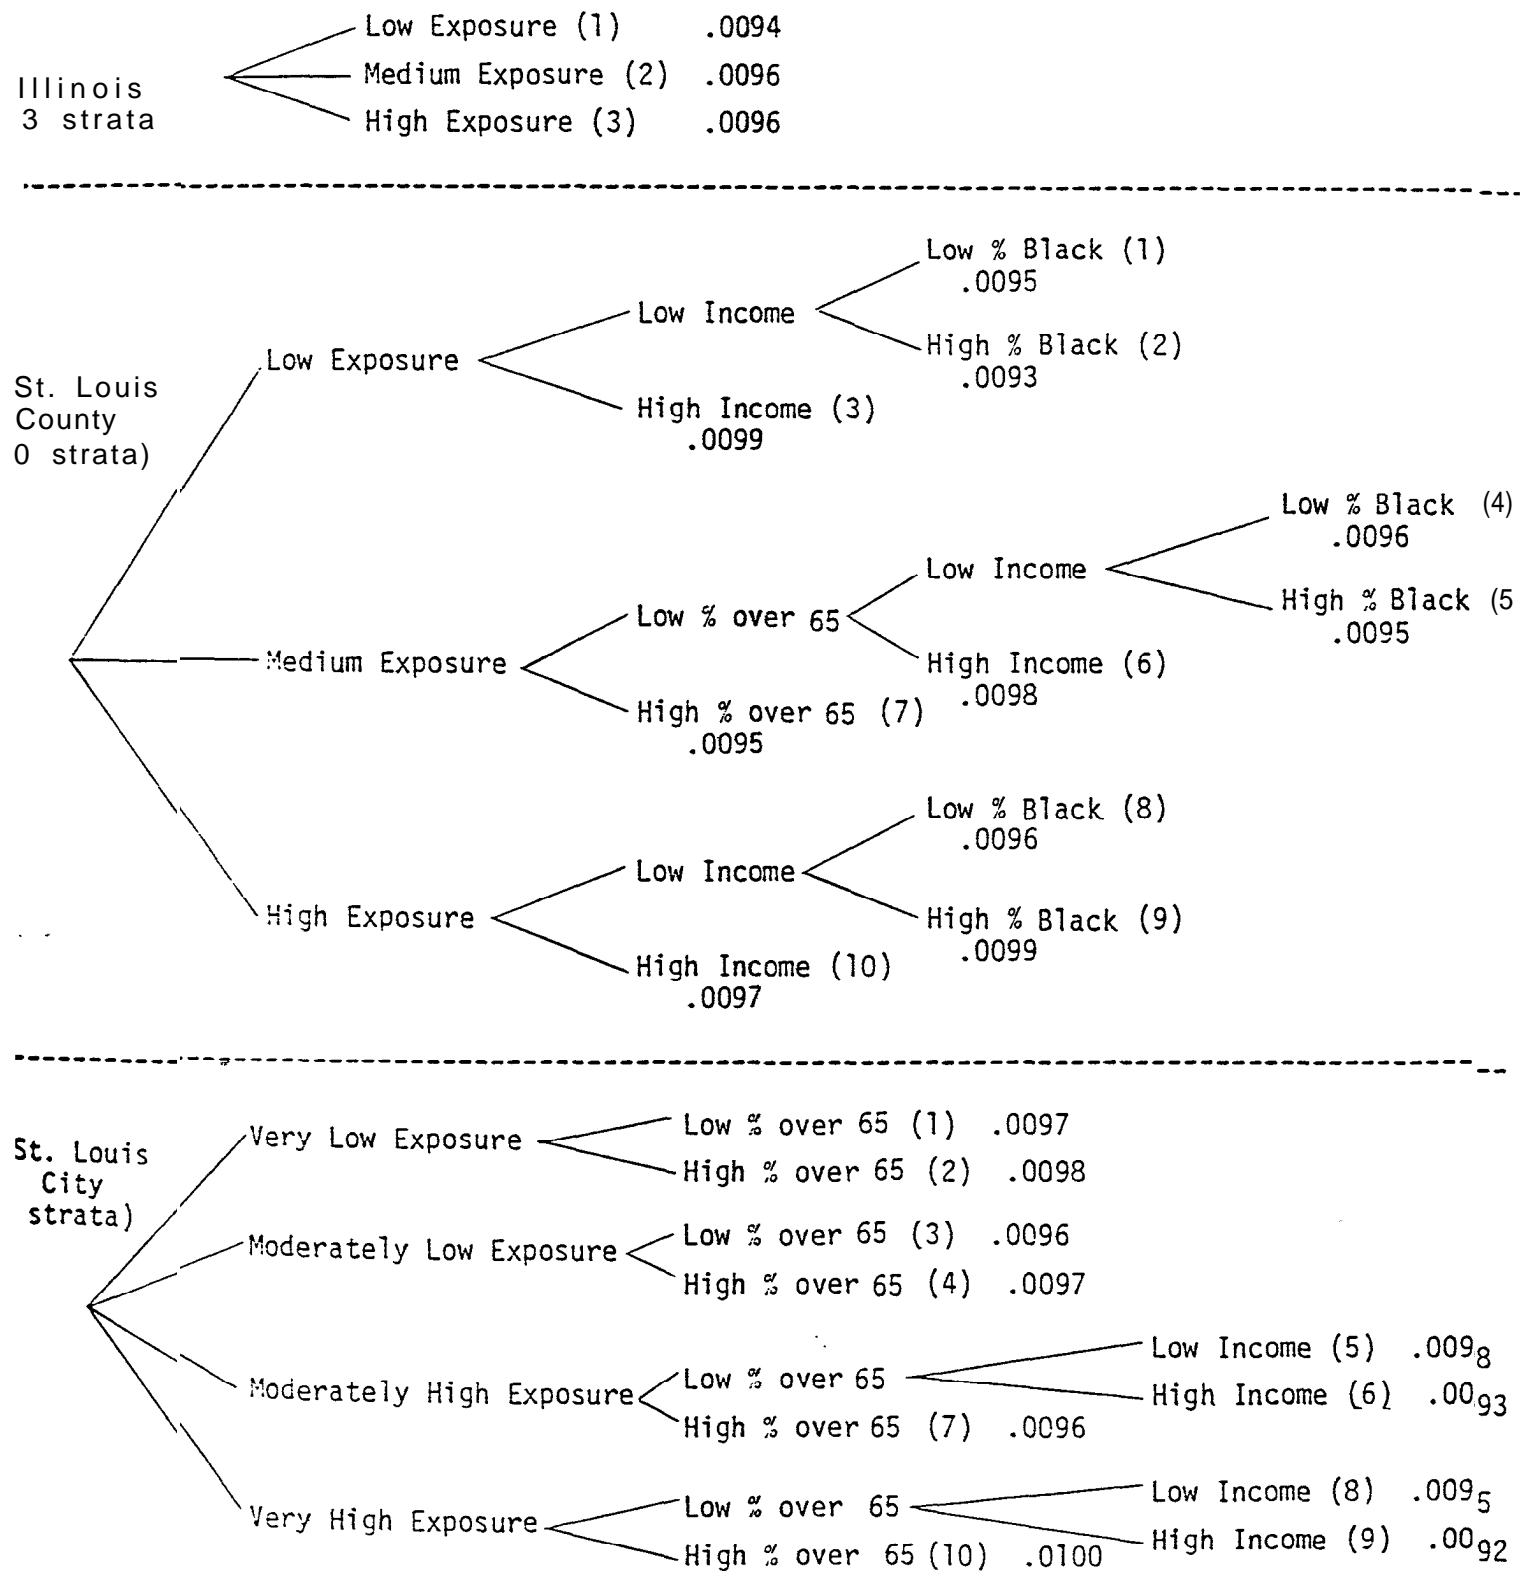 Low Exposure (1) .0094
Illinois
3 strata
Medium Exposure (2) .0096
High Exposure (3) .0096
St. Louis
County
0 strata)
Low Exposure
Low Income
Low % Black (1)
.0095
High % Black (2)
.0093
High Income (3)
.0099
Medium Exposure
Low % over 65
Low Income
Low % Black (4)
.0096
High % Black (5
.0095
High Income (6)
.0098
High % over 65 (7)
.0095
High Exposure
Low Income
Low % Black (8)
.0096
High % Black (9)
.0099
High Income (10)
.0097
St. Louis
City
strata)
Very Low Exposure
Low % over 65 (1) .0097
High % over 65 (2) .0098
Moderately Low Exposure
Low % over 65 (3) .0096
High % over 65 (4) .0097
Moderately High Exposure
Low % over 65
Low Income (5) .0098
High Income (6) .0093
High % over 65 (7) .0096
Very High Exposure
Low % over 65
Low Income (8) .0095
High Income (9) .0092
High % over 65 (10) .0100